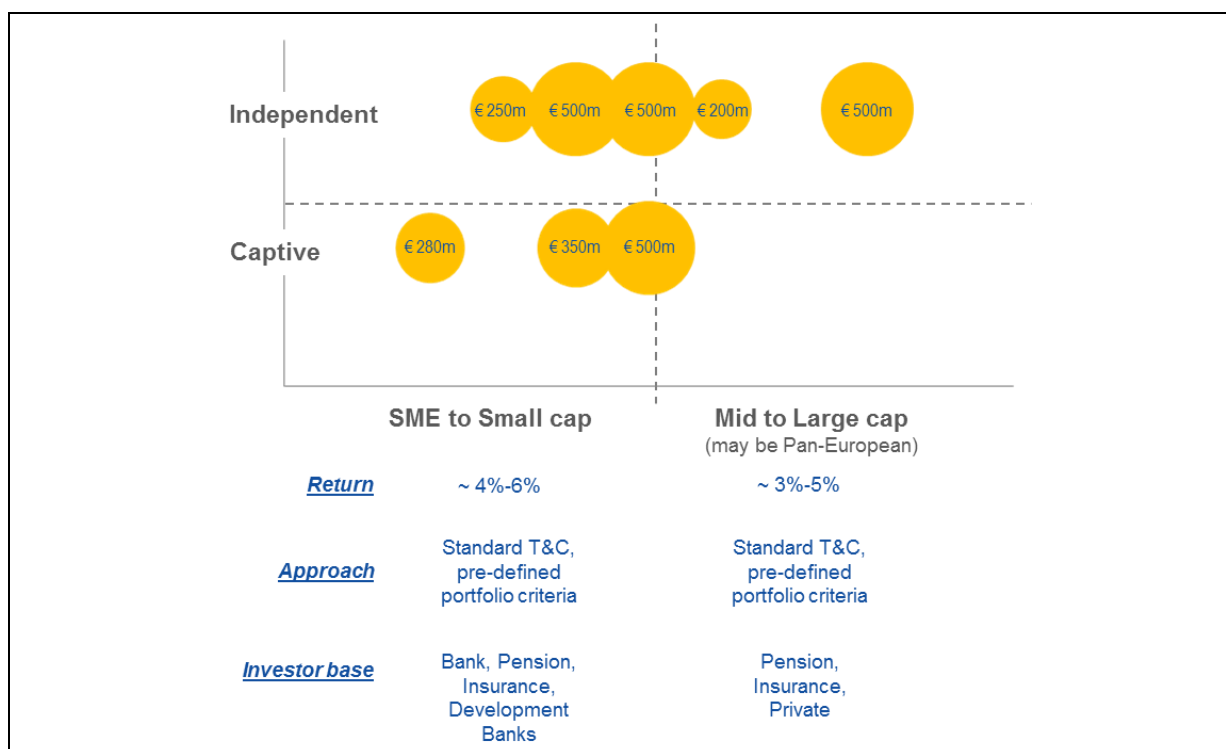 Independent
€ 250m
€ 500m
€ 500m
€ 200m
€ 500m
Captive
€ 280m
€ 350m
€ 500m
SME to Small cap
Mid to Large cap
(may be Pan-European)
Return
~ 4%-6%
~ 3%-5%
Approach
Standard T&C,
pre-defined
portfolio criteria
Standard T&C,
pre-defined
portfolio criteria
Investor base
Bank, Pension,
Insurance,
Development
Banks
Pension,
Insurance,
Private